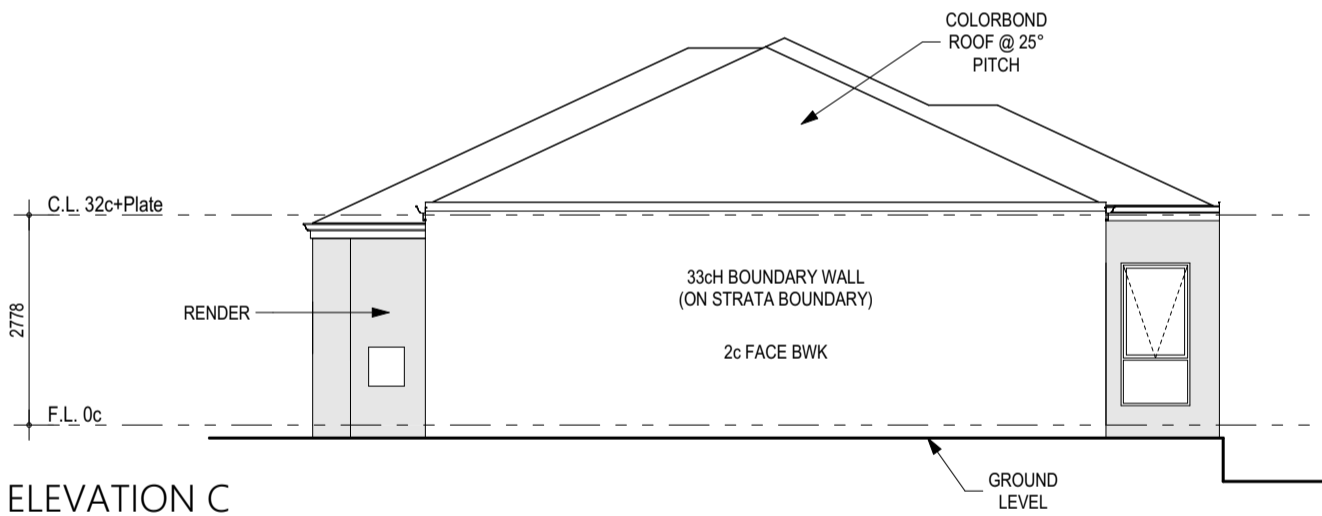 COLORBOND
ROOF @ 25°
PITCH
C.L. 32c+Plate
2778
33cH BOUNDARY WALL
(ON STRATA BOUNDARY)
RENDER
2c FACE BWK
F.L. 0c
GROUND
LEVEL
ELEVATION C